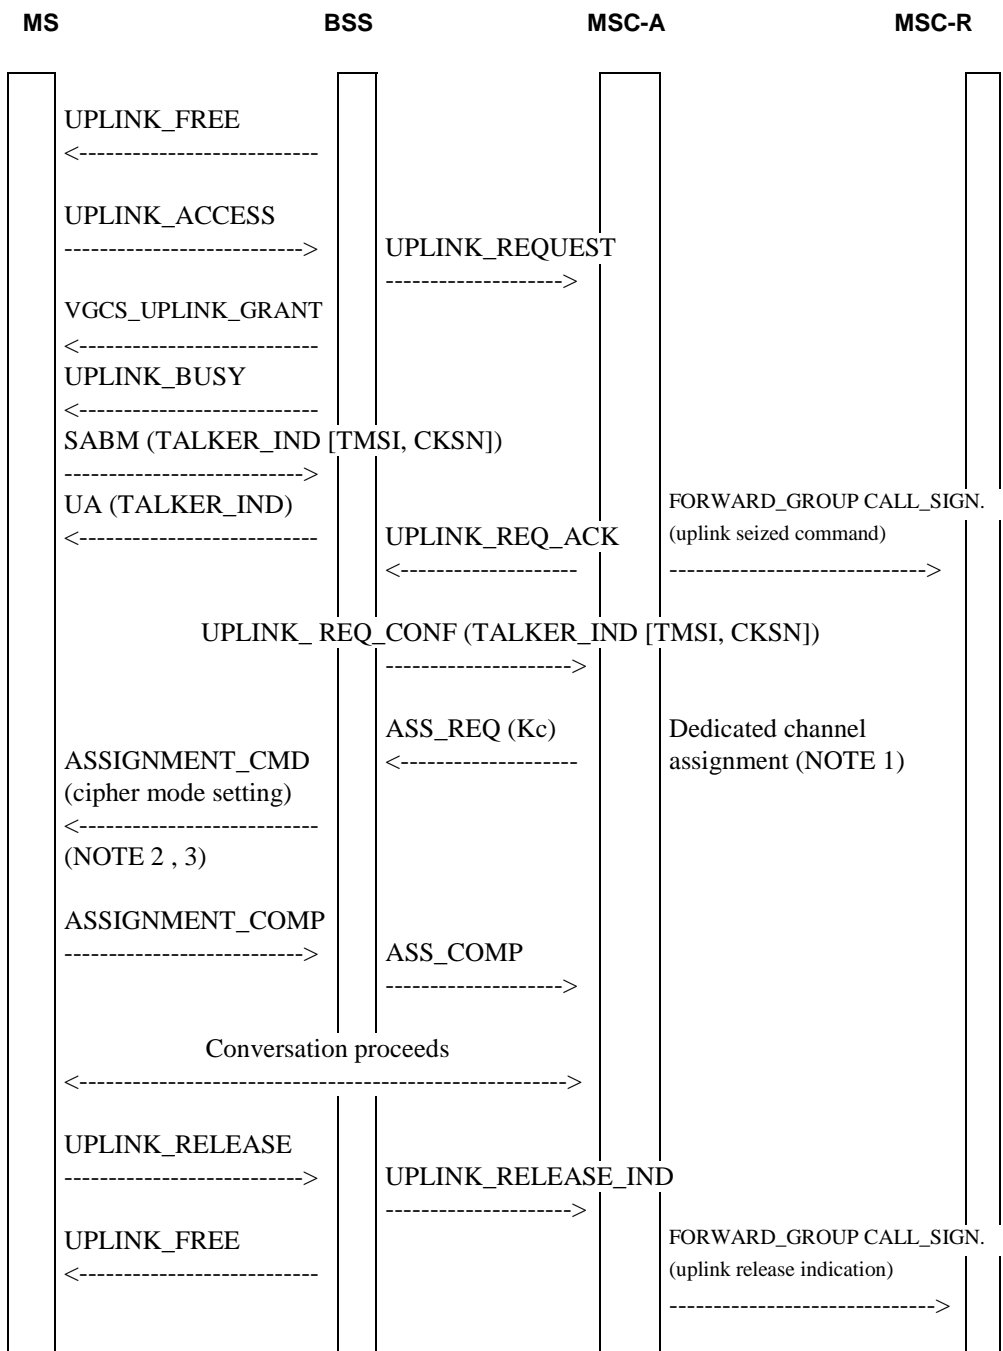 MS BSS MSC-A MSC-R
UPLINK_FREE
<---------------------------
UPLINK_ACCESS
---------------------------> UPLINK_REQUEST
-------------------->
VGCS_UPLINK_GRANT
<---------------------------
UPLINK_BUSY
<---------------------------
SABM (TALKER_IND [TMSI, CKSN])
--------------------------->
UA (TALKER_IND) FORWARD_GROUP CALL_SIGN.
<--------------------------- UPLINK_REQ_ACK (uplink seized command)
<-------------------- ----------------------------->
UPLINK_ REQ_CONF (TALKER_IND [TMSI, CKSN])
--------------------->
ASS_REQ (Kc) Dedicated channel
ASSIGNMENT_CMD <-------------------- assignment (NOTE 1)
(cipher mode setting)
<---------------------------
(NOTE 2 , 3)
ASSIGNMENT_COMP
---------------------------> ASS_COMP
-------------------->
Conversation proceeds
<------------------------------------------------------->
UPLINK_RELEASE
---------------------------> UPLINK_RELEASE_IND
--------------------->
UPLINK_FREE FORWARD_GROUP CALL_SIGN.
<--------------------------- (uplink release indication)
------------------------------>